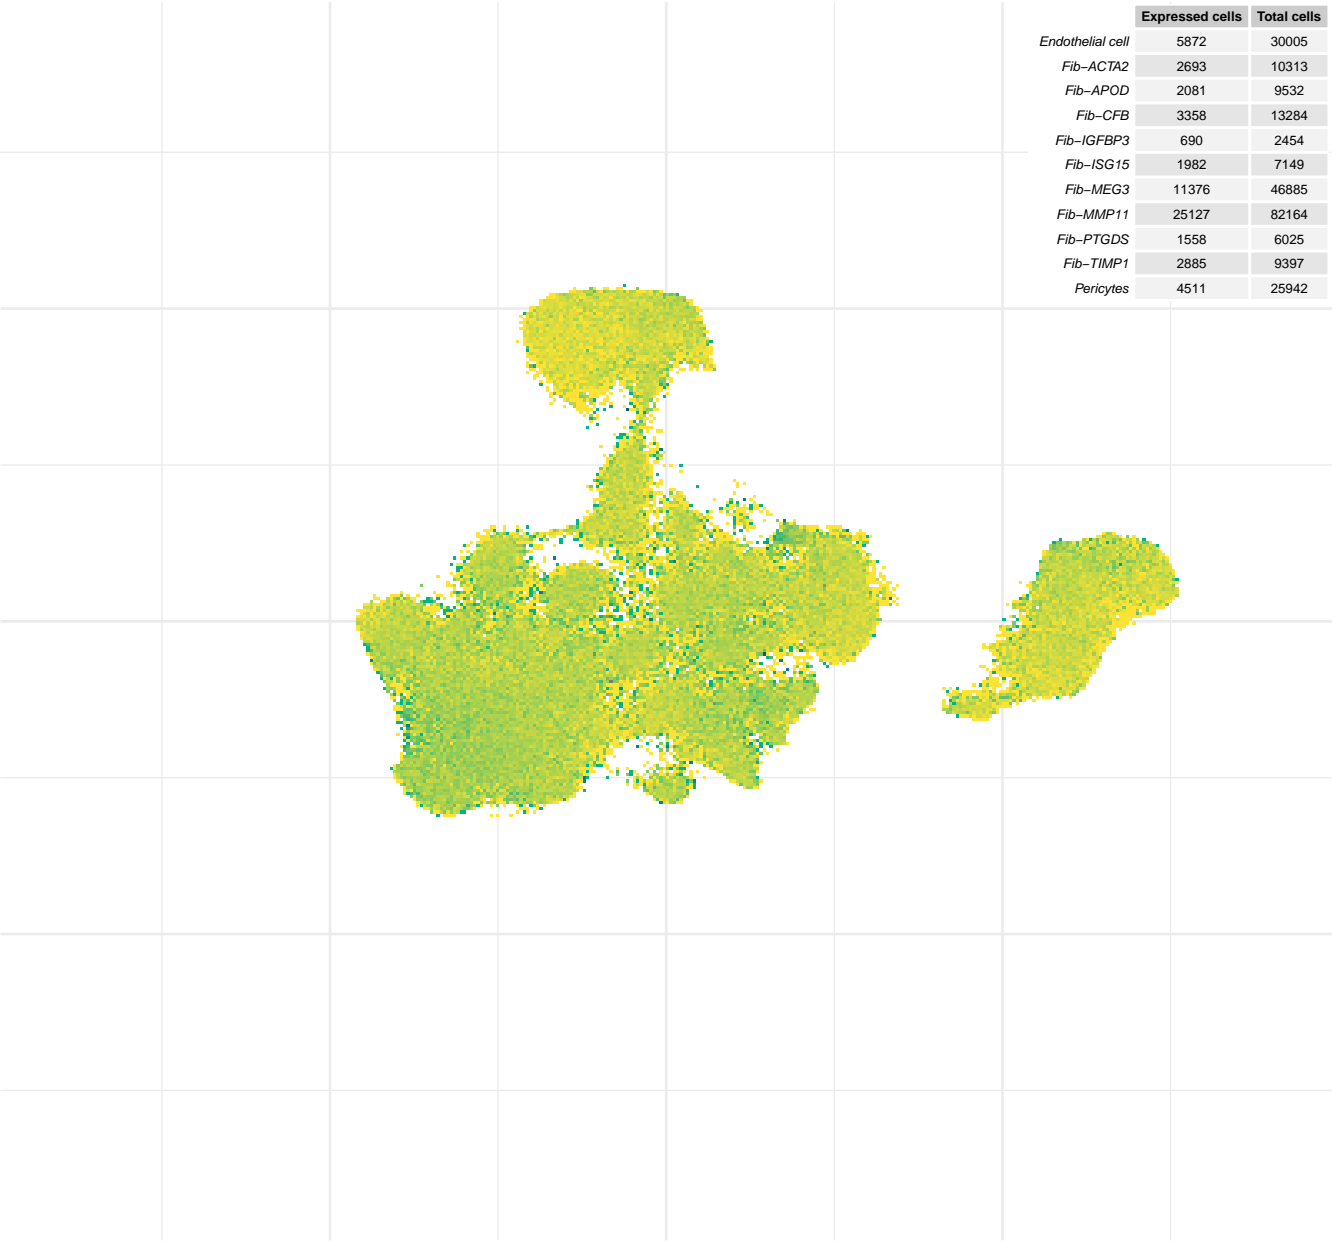 Expressed cells Total cells
Endothelial cell 5872 30005
Fib−ACTA2 2693 10313
Fib−APOD 2081 9532
Fib−CFB 3358 13284
Fib−IGFBP3 690 2454
Fib−ISG15 1982 7149
Fib−MEG3 11376 46885
Fib−MMP11 25127 82164
Fib−PTGDS 1558 6025
Fib−TIMP1 2885 9397
Pericytes 4511 25942